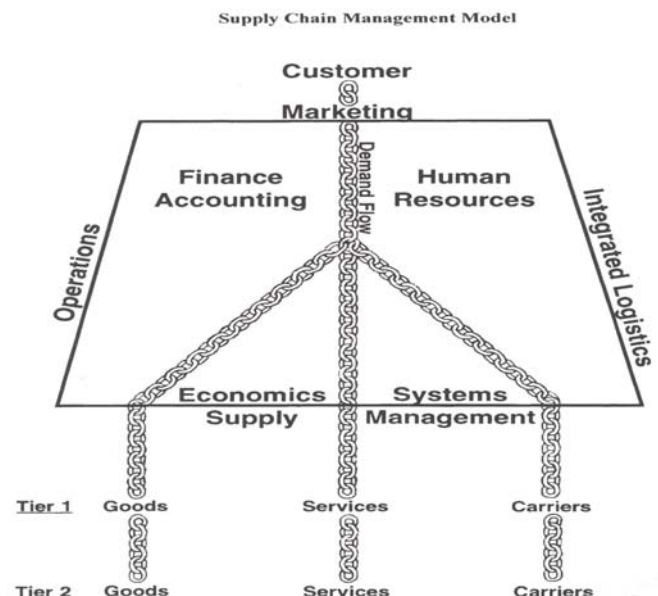 Supply Chain Management Model
Customer
Marketing
Demand Flow
Finance
Accounting
Human
Resources
Operations
Integrated Logistics
Economics
Systems
Supply
Management
Tier 1 Goods Services Carriers
Tier 2 Goods Services Carriers